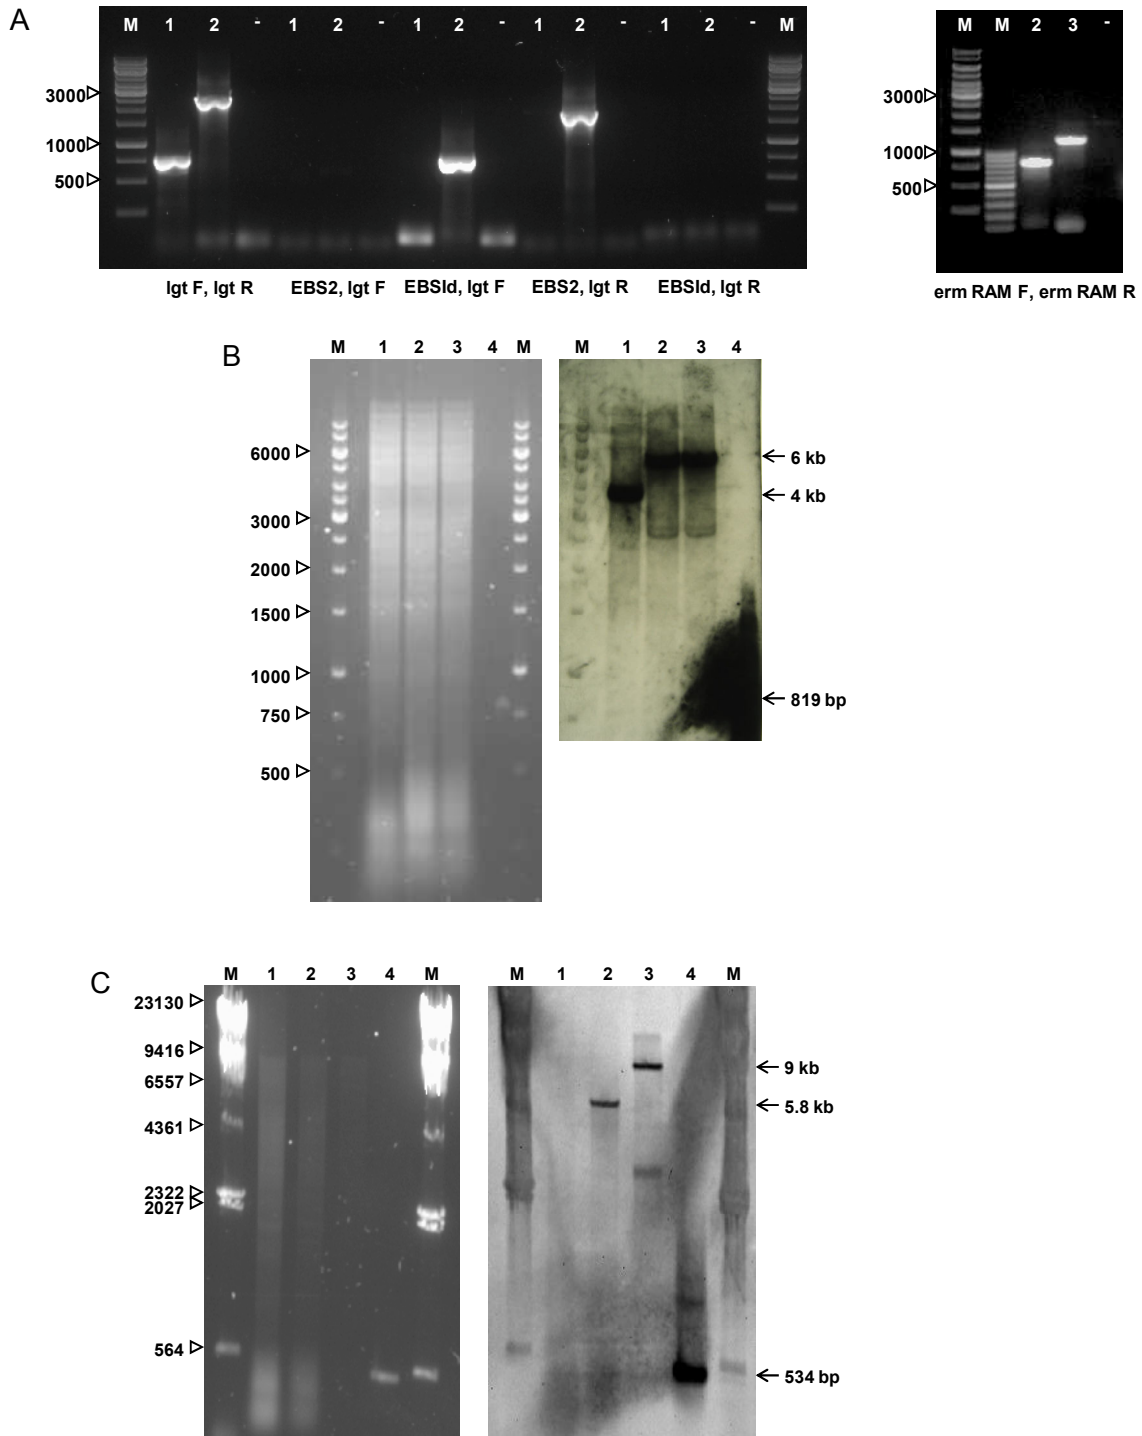 A
M 1 2 - 1 2 - 1 2 - 1 2 - 1 2 - M
3000
1000
500
lgt F, lgt R EBS2, lgt F EBSId, lgt F EBS2, lgt R EBSId, lgt R
M M 2 3 -
3000
1000
500
erm RAM F, erm RAM R
B
M 1 2 3 4 M
6000
3000
2000
1500
1000
750
500
M 1 2 3 4
6 kb
4 kb
819 bp
C
M 1 2 3 4 M
23130
9416
6557
4361
2322
2027
564
M 1 2 3 4 M
9 kb
5.8 kb
534 bp